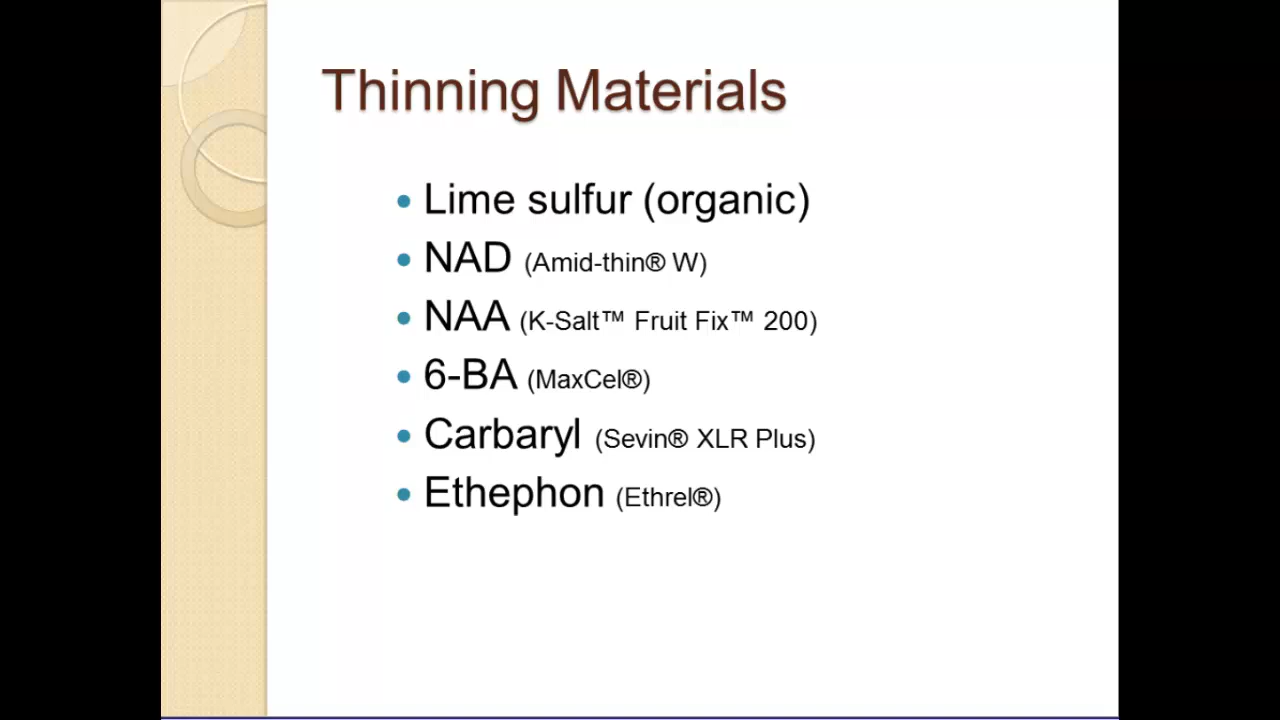 Thinning Materials
• Lime sulfur (organic)
• NAD (Amid-thin® W)
• NAA (K-Salt™ Fruit Fix™ 200)
• 6-BA (MaxCel®)
• Carbaryl (Sevin® XLR Plus)
• Ethephon (Ethrel®)